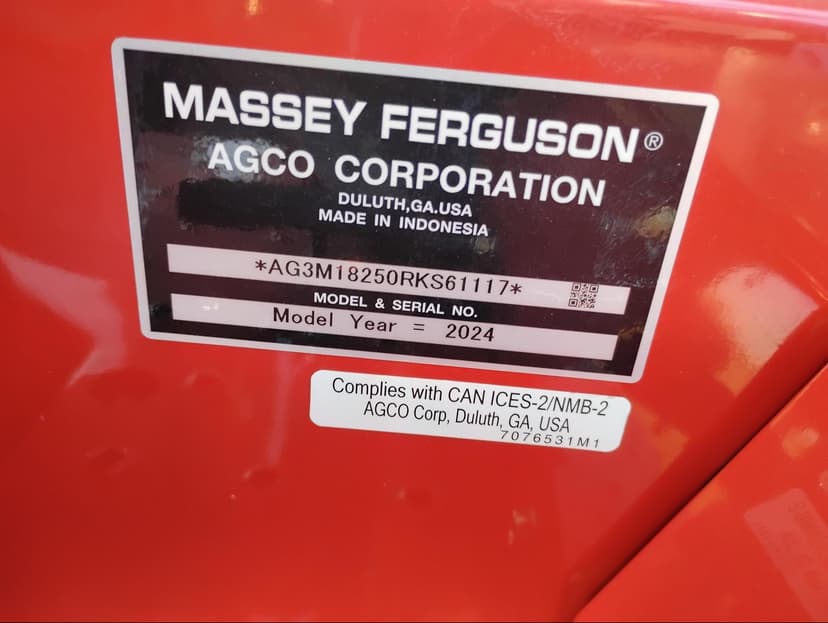 MASSEY FERGUSON®
AGCO CORPORATION
DULUTH,GA.USA
MADE IN INDONESIA
*AG3M18250RKS61117*
MODEL & SERIAL NO.
Model Year = 2024
Complies with CAN ICES-2/NMB-2
AGCO Corp, Duluth, GA, USA
7076531M1